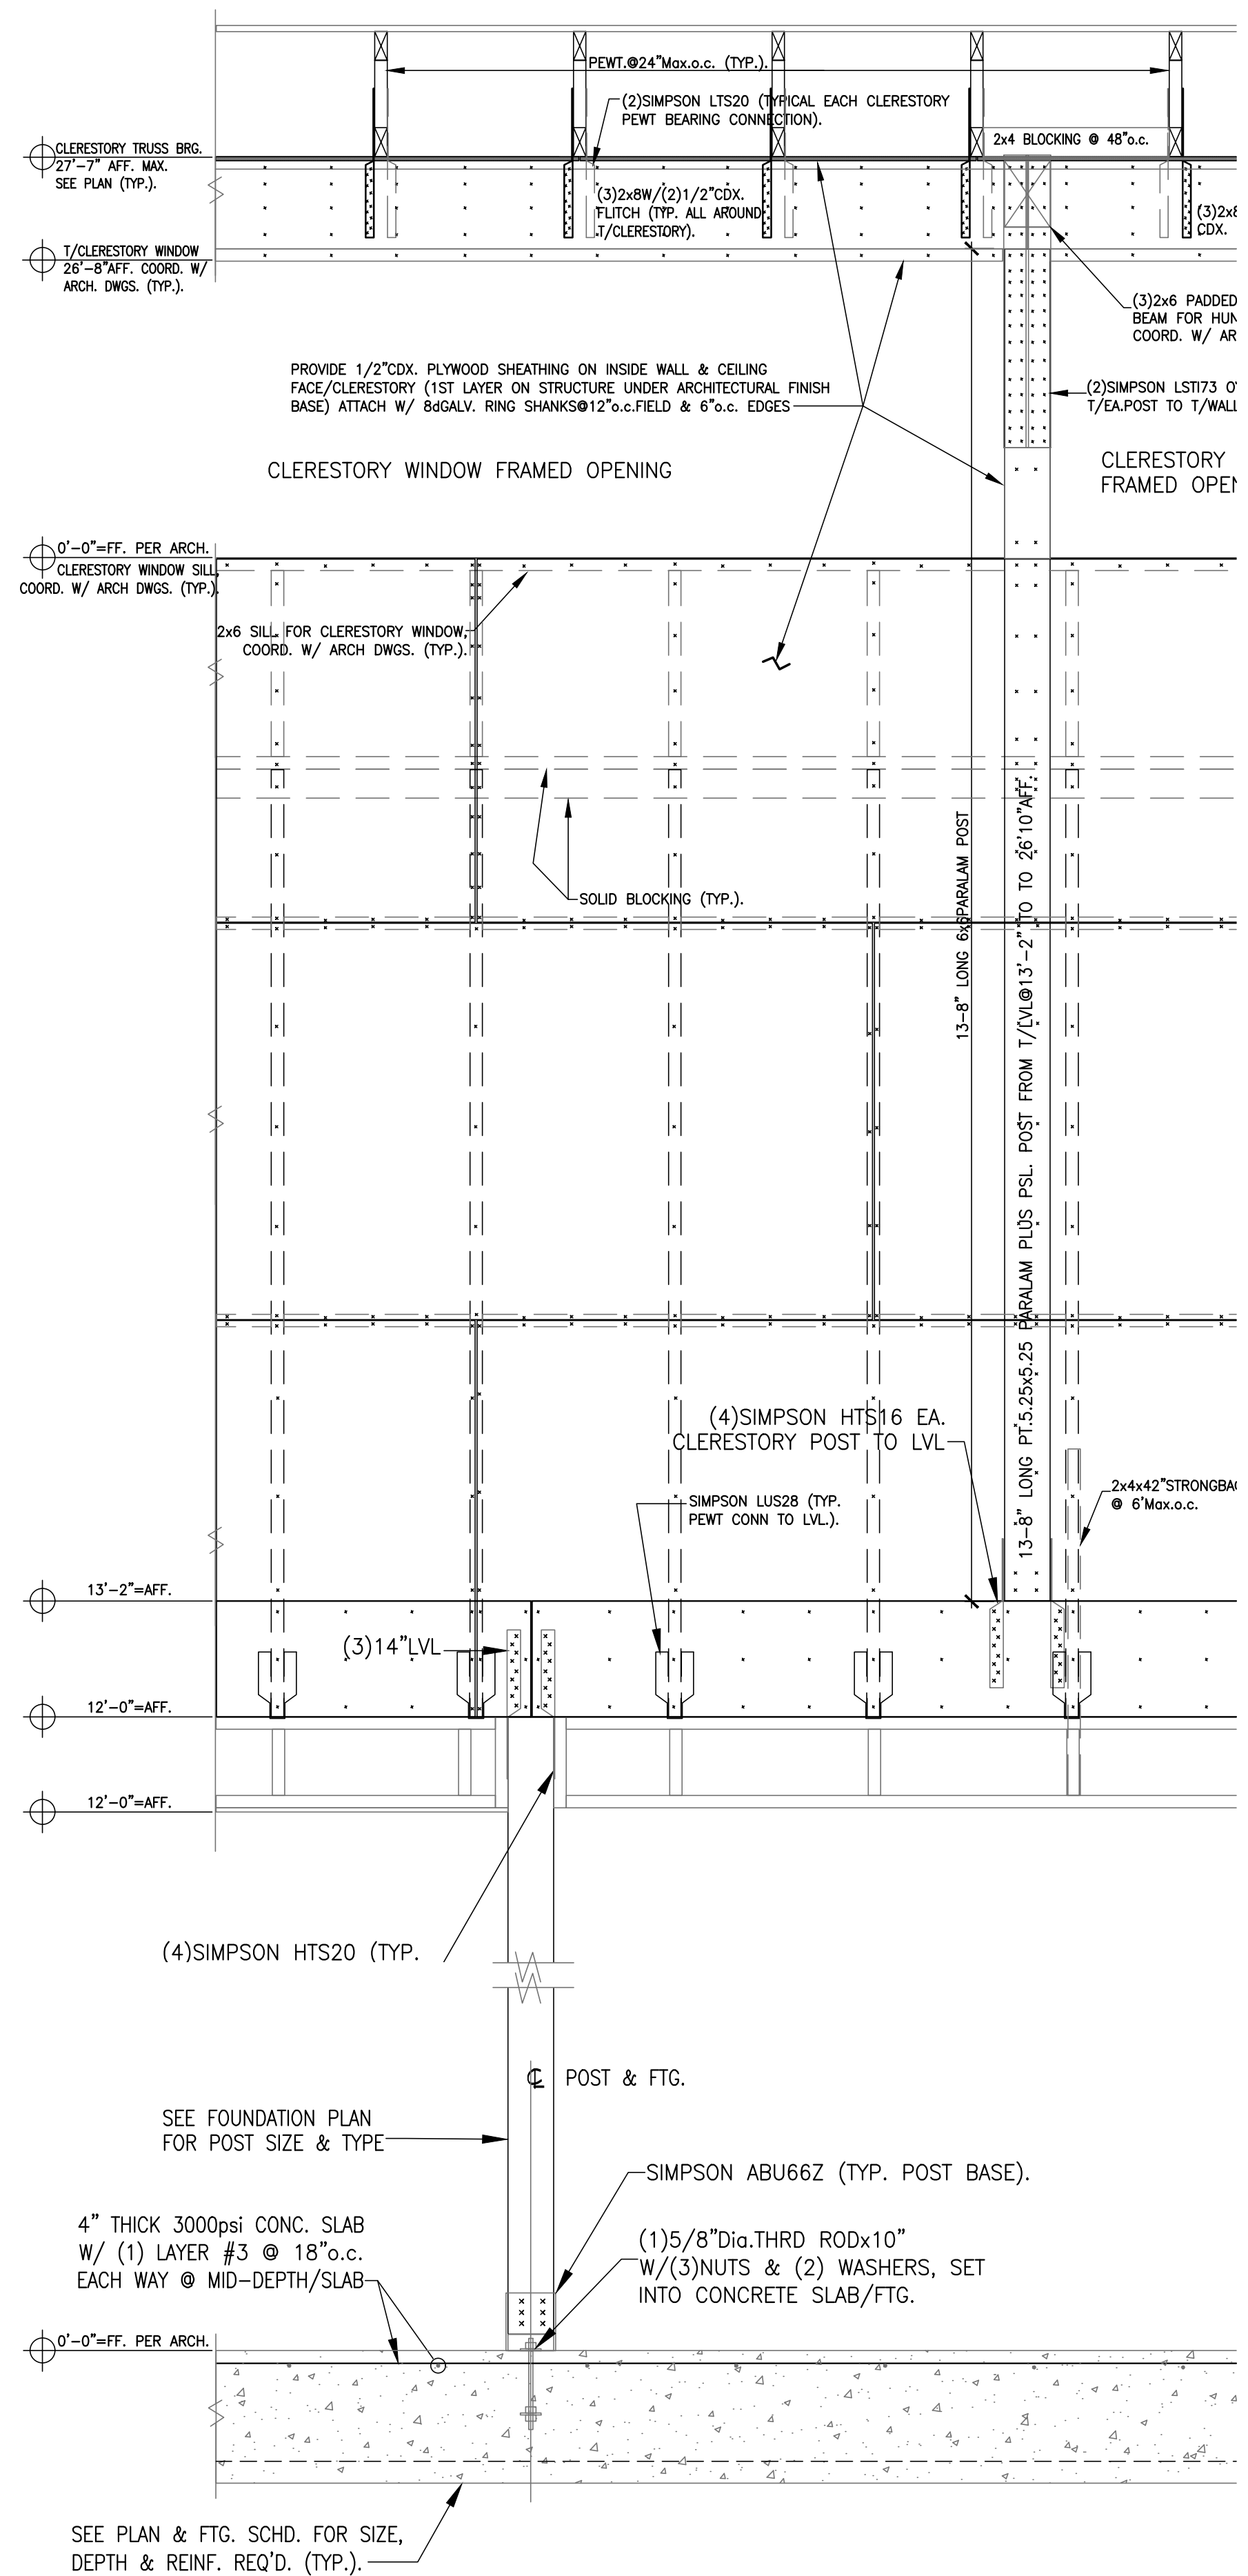 PEWT.@24"Max.o.c. (TYP.).
(2)SIMPSON LTS20 (TYPICAL EACH CLERESTORY
PEWT BEARING CONNECTION).
2x4 BLOCKING @ 48"o.c.
CLERESTORY TRUSS BRG.
27'-7" AFF. MAX.
SEE PLAN (TYP.).
(3)2x8W/(2)1/2"CDX.
FLITCH (TYP. ALL AROUND
T/CLERESTORY).
(3)2x8
CDX.
T/CLERESTORY WINDOW
26'-8"AFF. COORD. W/
ARCH. DWGS. (TYP.).
(3)2x6 PADDED
BEAM FOR HUN
COORD. W/ AR
PROVIDE 1/2"CDX. PLYWOOD SHEATHING ON INSIDE WALL & CEILING
FACE/CLERESTORY (1ST LAYER ON STRUCTURE UNDER ARCHITECTURAL FINISH
BASE) ATTACH W/ 8dGALV. RING SHANKS@12"o.c.FIELD & 6"o.c. EDGES
(2)SIMPSON LSTI73
T/EA.POST TO T/WALL
CLERESTORY WINDOW FRAMED OPENING
CLERESTORY
FRAMED OPEN
0'-0"=FF. PER ARCH.
CLERESTORY WINDOW SILL,
COORD. W/ ARCH DWGS. (TYP.).
2x6 SILL FOR CLERESTORY WINDOW,
COORD. W/ ARCH DWGS. (TYP.).
SOLID BLOCKING (TYP.).
13-8" LONG 6x6PARALAM POST
13-8" LONG PT.5.25x5.25 PARALAM PLUS PSL. POST FROM T/LVL@13'-2" TO TO 26'10"AFF.
(4)SIMPSON HTS16 EA.
CLERESTORY POST TO LVL
SIMPSON LUS28 (TYP.
PEWT CONN TO LVL.).
2x4x42"STRONGBAC
@ 6'Max.o.c.
13'-2"=AFF.
(3)14"LVL
12'-0"=AFF.
12'-0"=AFF.
(4)SIMPSON HTS20 (TYP.
℄ POST & FTG.
SEE FOUNDATION PLAN
FOR POST SIZE & TYPE
SIMPSON ABU66Z (TYP. POST BASE).
4" THICK 3000psi CONC. SLAB
W/ (1) LAYER #3 @ 18"o.c.
EACH WAY @ MID-DEPTH/SLAB
(1)5/8"Dia.THRD RODx10"
W/(3)NUTS & (2) WASHERS, SET
INTO CONCRETE SLAB/FTG.
0'-0"=FF. PER ARCH.
SEE PLAN & FTG. SCHD. FOR SIZE,
DEPTH & REINF. REQ'D. (TYP.).